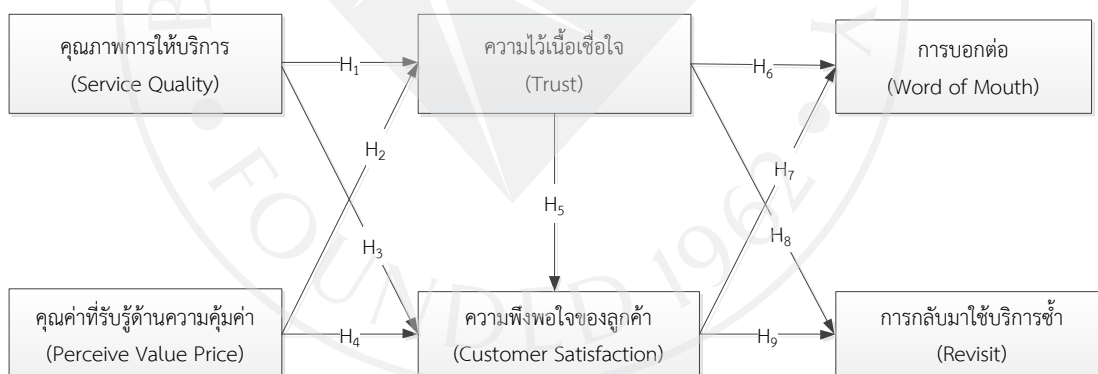 คุณภาพการให้บริการ
(Service Quality)
ความไว้เนื้อเชื่อใจ
(Trust)
การบอกต่อ
(Word of Mouth)
H₁
H₆
H₂
H₇
H₅
H₃
H₈
คุณค่าที่รับรู้ด้านความคุ้มค่า
(Perceive Value Price)
ความพึงพอใจของลูกค้า
(Customer Satisfaction)
การกลับมาใช้บริการซ้ำ
(Revisit)
H₄
H₉
FOUNDED 1962